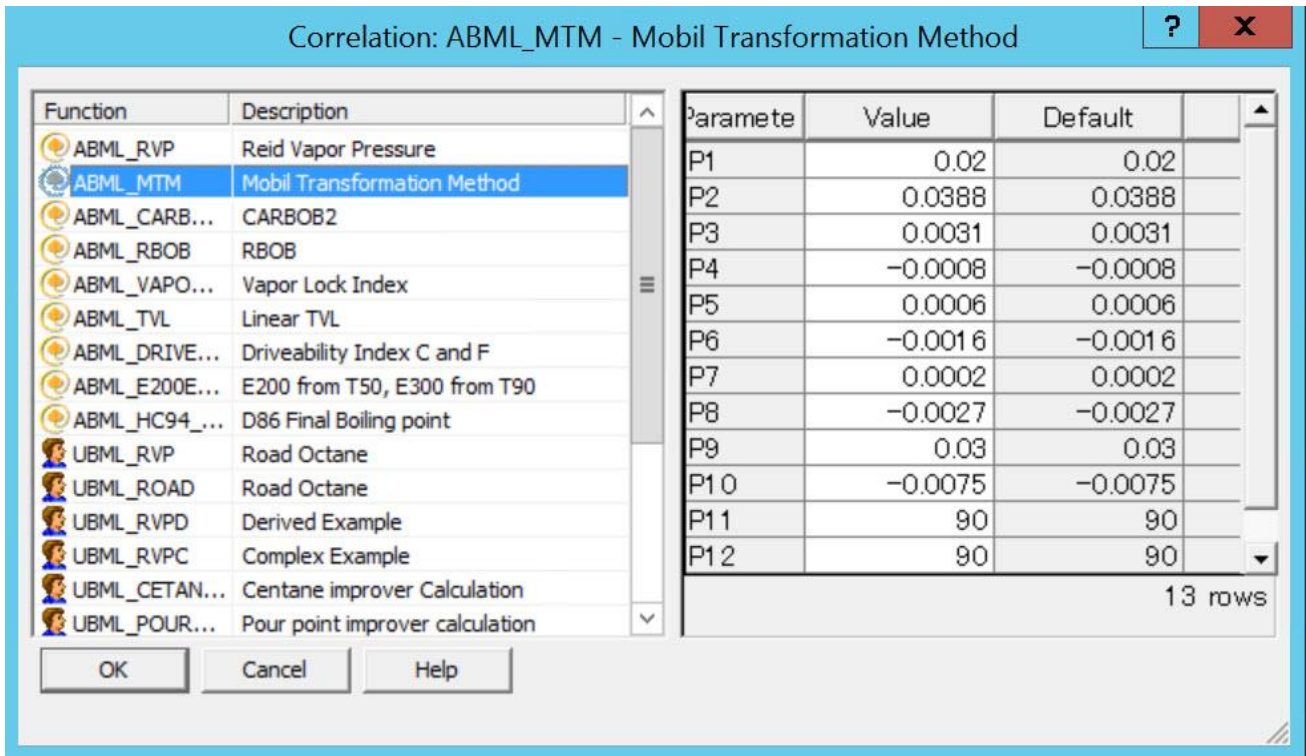 Correlation: ABML_MTM - Mobil Transformation Method ? X
Function Description
ABML_RVP Reid Vapor Pressure
ABML_MTM Mobil Transformation Method
ABML_CARB... CARBOB2
ABML_RBOB RBOB
ABML_VAPO... Vapor Lock Index
ABML_TVL Linear TVL
ABML_DRIVE... Driveability Index C and F
ABML_E200E... E200 from T50, E300 from T90
ABML_HC94_... D86 Final Boiling point
UBML_RVP Road Octane
UBML_ROAD Road Octane
UBML_RVPD Derived Example
UBML_RVPC Complex Example
UBML_CETAN... Centane improver Calculation
UBML_POUR... Pour point improver calculation
Paramete Value Default
P1 0.02 0.02
P2 0.0388 0.0388
P3 0.0031 0.0031
P4 -0.0008 -0.0008
P5 0.0006 0.0006
P6 -0.0016 -0.0016
P7 0.0002 0.0002
P8 -0.0027 -0.0027
P9 0.03 0.03
P10 -0.0075 -0.0075
P11 90 90
P12 90 90
13 rows
OK Cancel Help